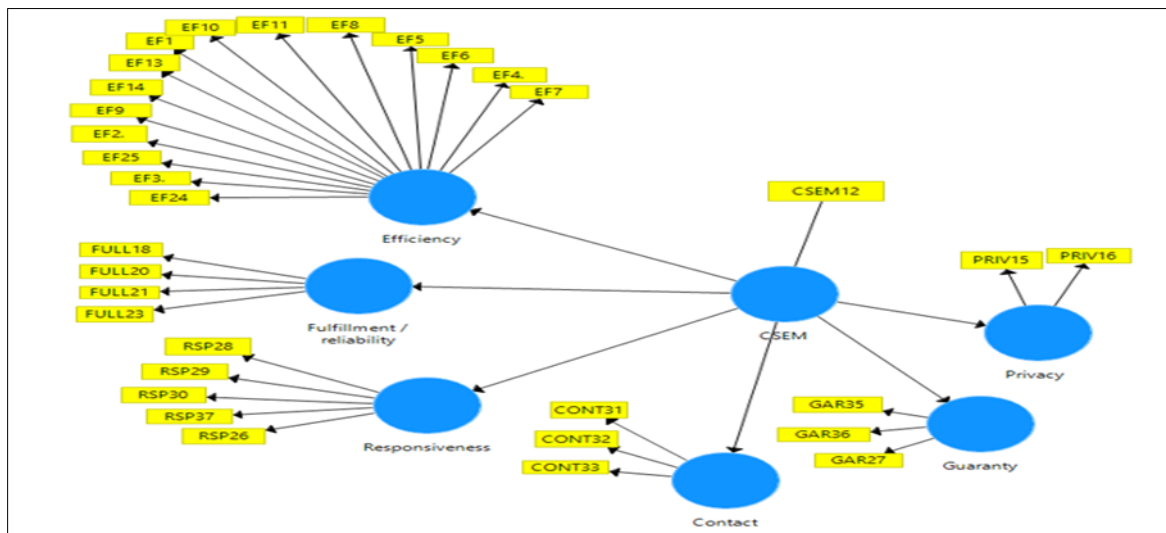 EF10
EF11
EF8
EF1
EF5
EF6
EF13
EF4.
EF14
EF7
EF9
EF2.
EF25
EF3.
EF24
Efficiency
CSEM12
FULL18
FULL20
FULL21
FULL23
Fulfillment /
reliability
CSEM
PRIV15
PRIV16
Privacy
RSP28
RSP29
RSP30
RSP37
RSP26
Responsiveness
CONT31
CONT32
CONT33
Contact
GAR35
GAR36
GAR27
Guaranty